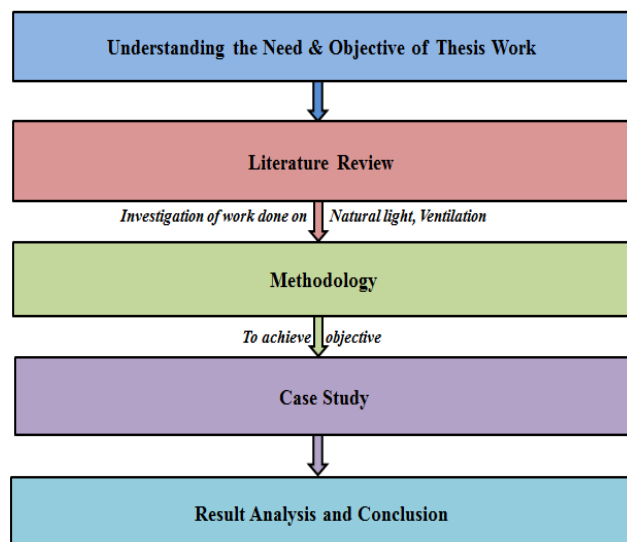 Understanding the Need & Objective of Thesis Work
Literature Review
Investigation of work done on Natural light, Ventilation
Methodology
To achieve objective
Case Study
Result Analysis and Conclusion